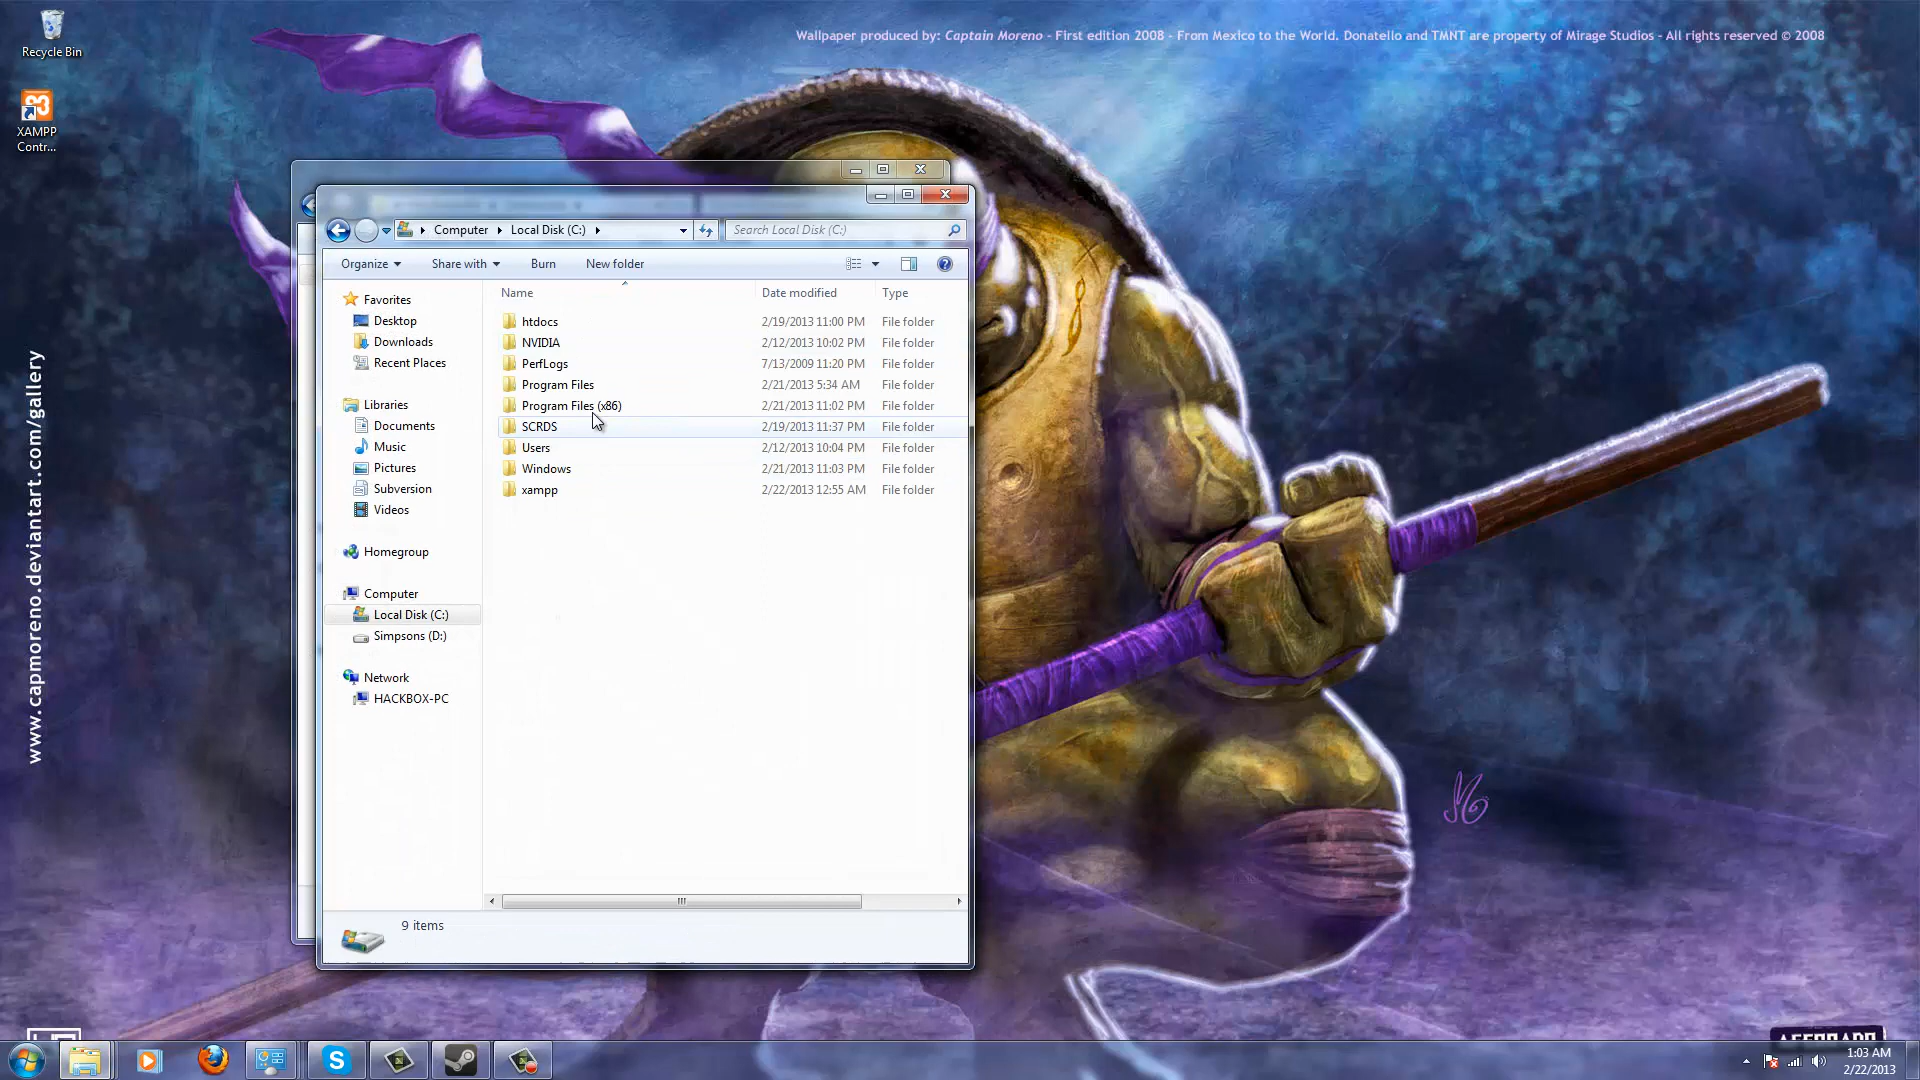 Recycle Bin
XAMPP
Contr...
Wallpaper produced by: Captain Moreno - First edition 2008 - From Mexico to the World. Donatello and TMNT are property of Mirage Studios - All rights reserved © 2008
www.capmoreno.deviantart.com/gallery
Computer Local Disk (C:)
Search Local Disk (C:)
Organize Share with Burn New folder
Favorites
Desktop
Downloads
Recent Places
Libraries
Documents
Music
Pictures
Subversion
Videos
Homegroup
Computer
Local Disk (C:)
Simpsons (D:)
Network
HACKBOX-PC
Name Date modified Type
htdocs 2/19/2013 11:00 PM File folder
NVIDIA 2/12/2013 10:02 PM File folder
PerfLogs 7/13/2009 11:20 PM File folder
Program Files 2/21/2013 5:34 AM File folder
Program Files (x86) 2/21/2013 11:02 PM File folder
SCRDS 2/19/2013 11:37 PM File folder
Users 2/12/2013 10:04 PM File folder
Windows 2/21/2013 11:03 PM File folder
xampp 2/22/2013 12:55 AM File folder
9 items
1:03 AM
2/22/2013